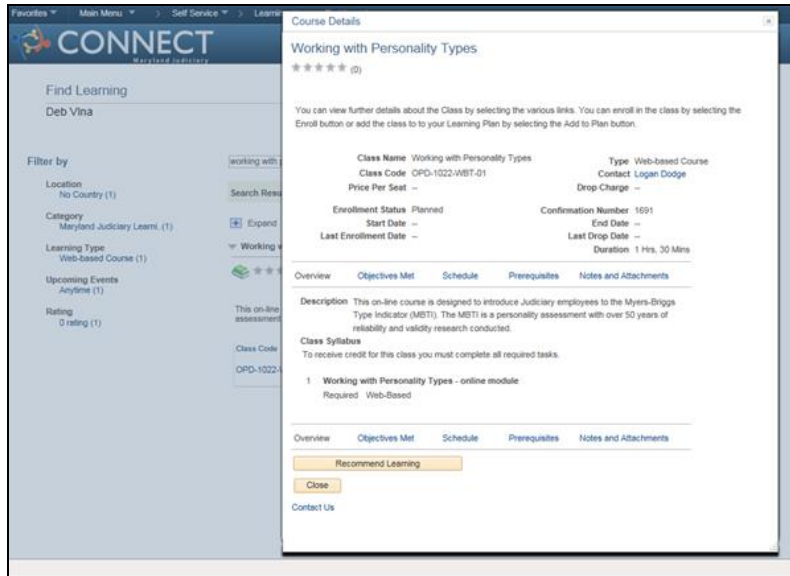 Favorites Main Menu > Self Service > Learni
CONNECT
Maryland Judiciary
Find Learning
Deb Vlna
Filter by
Location
No Country (1)
Category
Maryland Judiciary Learni. (1)
Learning Type
Web-based Course (1)
Upcoming Events
Anytime (1)
Rating
0 rating (1)
working with p
Search Resu
Expand
Working w
This on-line
assessment
Class Code
OPD-1022-
Course Details
Working with Personality Types
(0)
You can view further details about the Class by selecting the various links. You can enroll in the class by selecting the
Enroll button or add the class to to your Learning Plan by selecting the Add to Plan button.
Class Name Working with Personality Types Type Web-based Course
Class Code OPD-1022-WBT-01 Contact Logan Dodge
Price Per Seat -- Drop Charge --
Enrollment Status Planned Confirmation Number 1691
Start Date -- End Date --
Last Enrollment Date -- Last Drop Date --
Duration 1 Hrs, 30 Mins
Overview Objectives Met Schedule Prerequisites Notes and Attachments
Description This on-line course is designed to introduce Judiciary employees to the Myers-Briggs
Type Indicator (MBTI). The MBTI is a personality assessment with over 50 years of
reliability and validity research conducted.
Class Syllabus
To receive credit for this class you must complete all required tasks.
1 Working with Personality Types - online module
Required Web-Based
Overview Objectives Met Schedule Prerequisites Notes and Attachments
Recommend Learning
Close
Contact Us